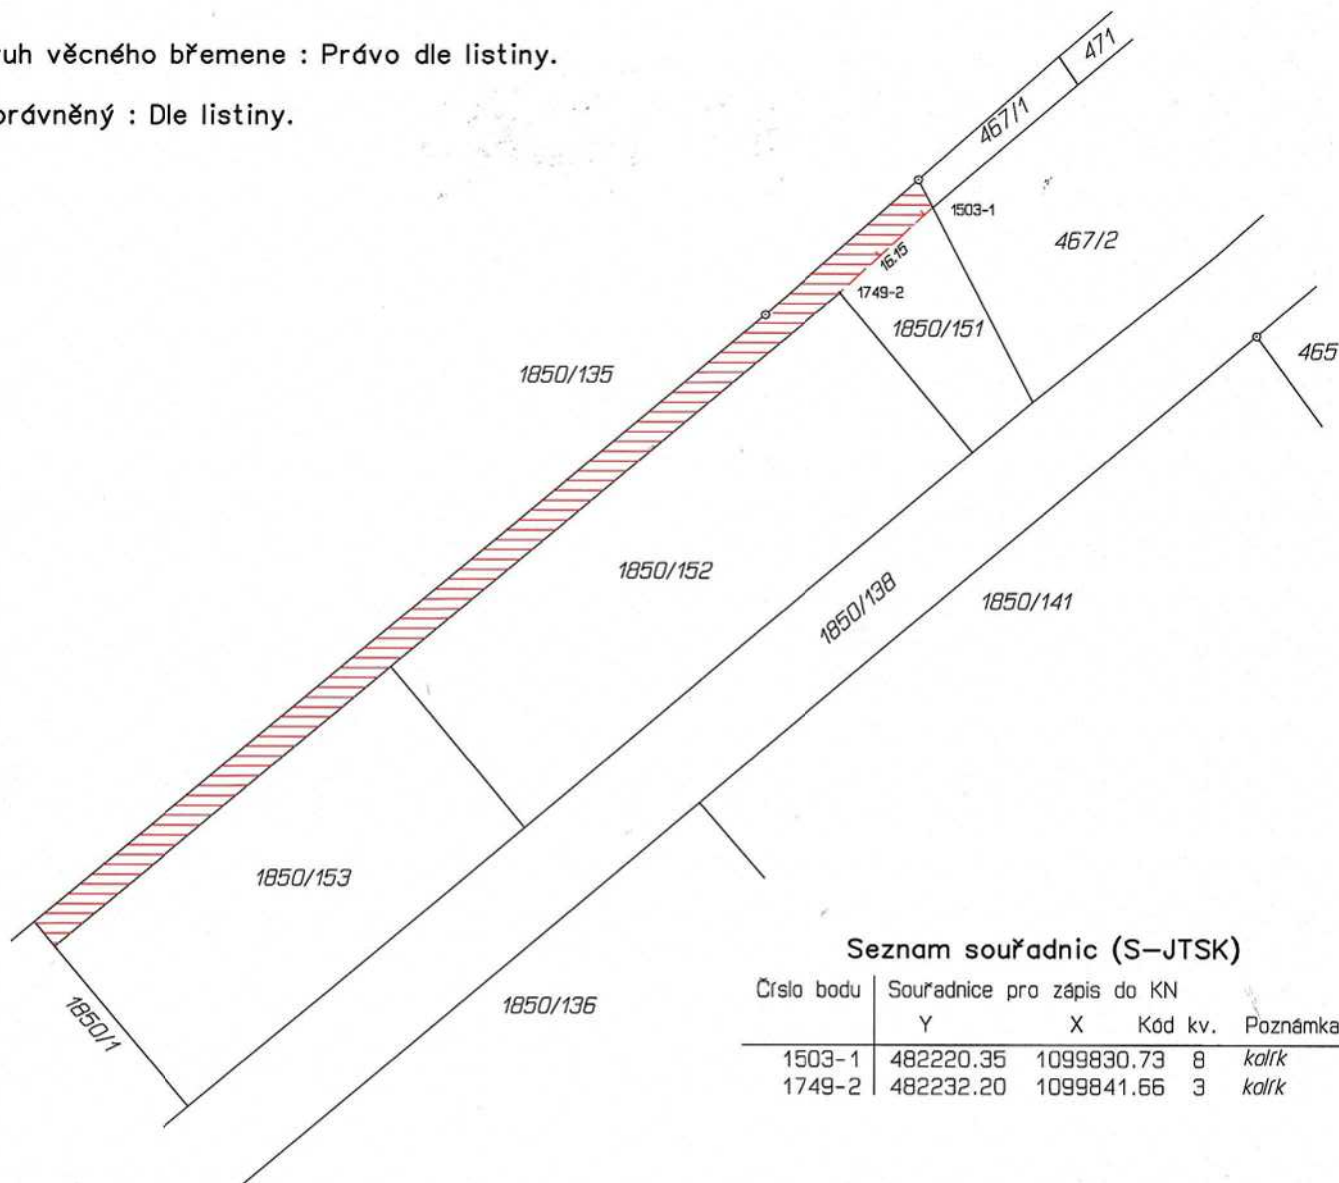 uh věcného břemene : Právo dle listiny.
právněný : Dle listiny.
471
467/1
1503-1
467/2
16.15
1749-2
1850/151
465
1850/135
1850/152
1850/138
1850/141
1850/153
1850/136
1850/1
Seznam souřadnic (S-JTSK)
Číslo bodu Souřadnice pro zápis do KN
Y X Kód kv. Poznámka
1503-1 482220.35 1099830.73 8 kolík
1749-2 482232.20 1099841.66 3 kolík